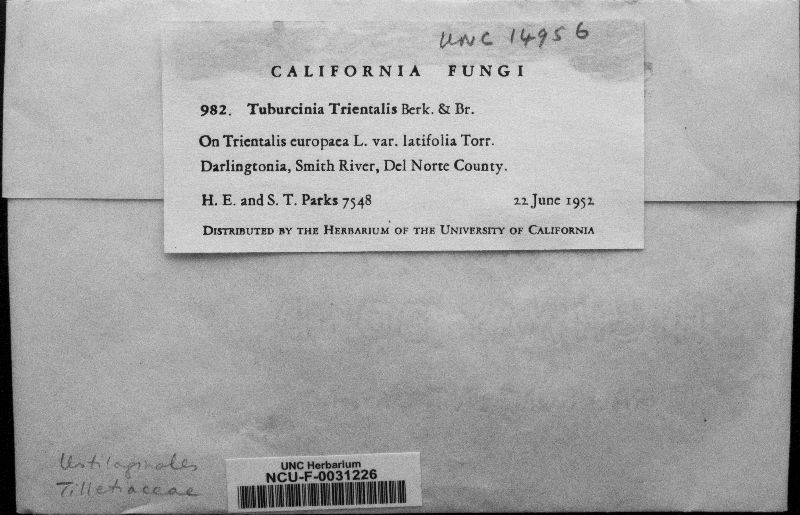 UNC 14956
CALIFORNIA FUNGI
982. Tuburcinia Trientalis Berk. & Br.
On Trientalis europaea L. var. latifolia Torr.
Darlingtonia, Smith River, Del Norte County.
H. E. and S. T. Parks 7548 22 June 1952
Distributed by the Herbarium of the University of California
Ustilaginales
Tilletiaceae
UNC Herbarium
NCU-F-0031226